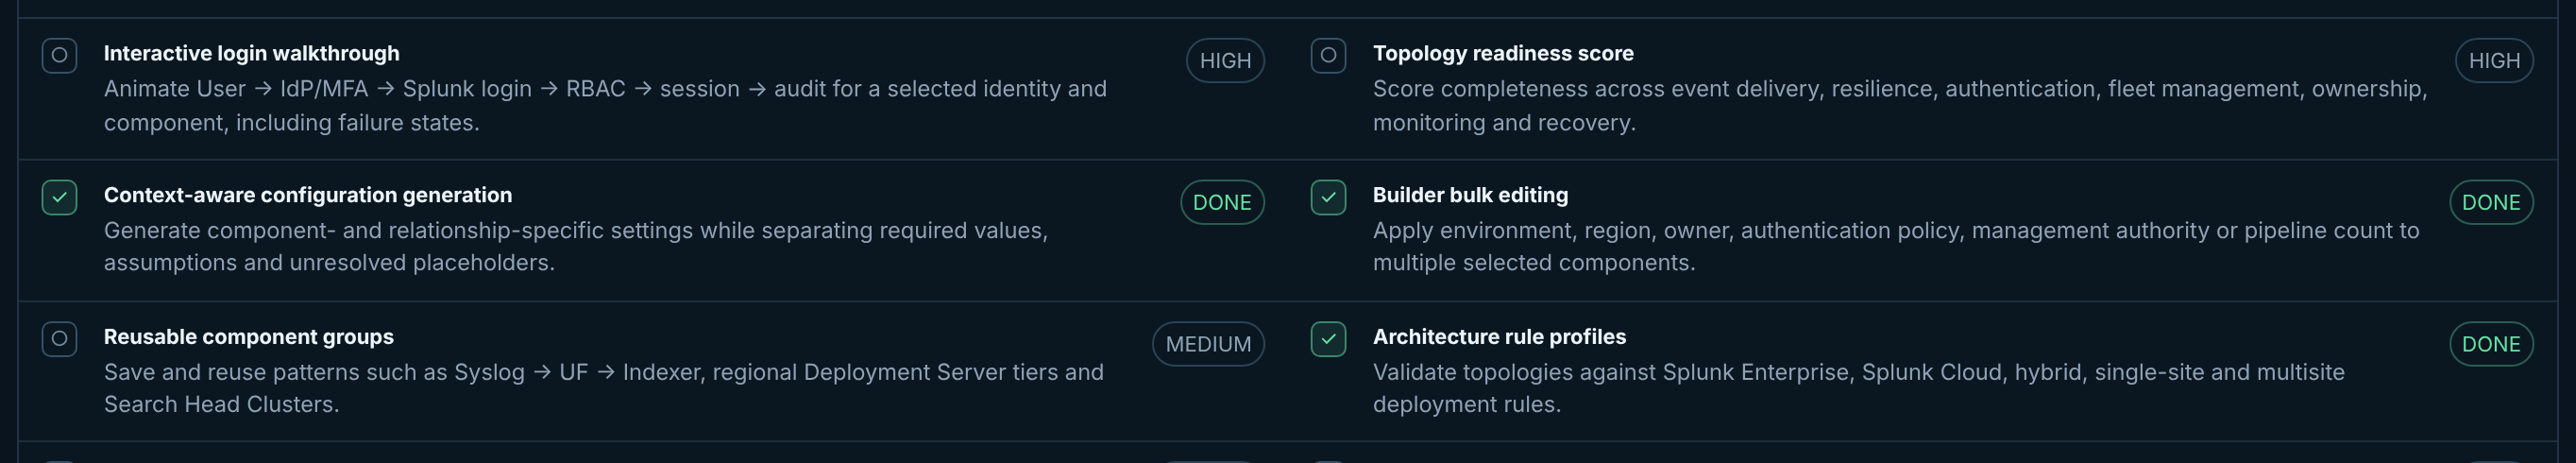 Interactive login walkthrough
HIGH
Animate User → IdP/MFA → Splunk login → RBAC → session → audit for a selected identity and
component, including failure states.
Topology readiness score
HIGH
Score completeness across event delivery, resilience, authentication, fleet management, ownership,
monitoring and recovery.
Context-aware configuration generation
DONE
Generate component- and relationship-specific settings while separating required values,
assumptions and unresolved placeholders.
Builder bulk editing
DONE
Apply environment, region, owner, authentication policy, management authority or pipeline count to
multiple selected components.
Reusable component groups
MEDIUM
Save and reuse patterns such as Syslog → UF → Indexer, regional Deployment Server tiers and
Search Head Clusters.
Architecture rule profiles
DONE
Validate topologies against Splunk Enterprise, Splunk Cloud, hybrid, single-site and multisite
deployment rules.